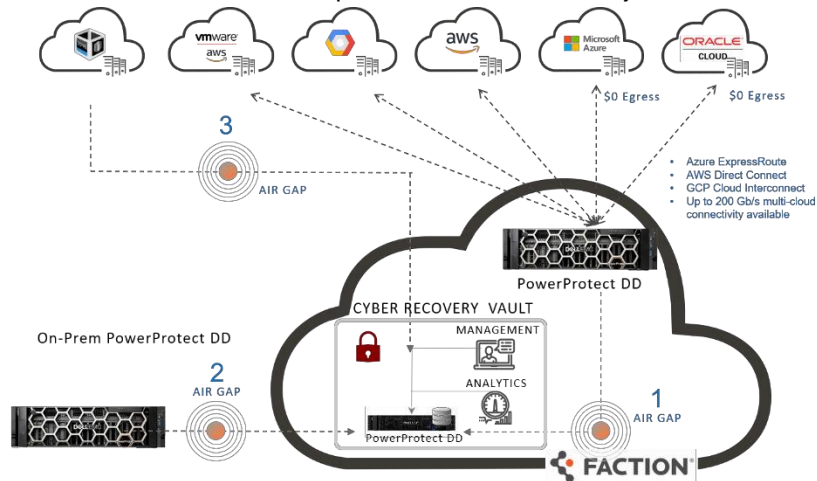 vmware
aws
aws
Microsoft
Azure
ORACLE
CLOUD
$0 Egress
$0 Egress
3
AIR GAP
• Azure ExpressRoute
• AWS Direct Connect
• GCP Cloud Interconnect
• Up to 200 Gb/s multi-cloud
connectivity available
PowerProtect DD
CYBER RECOVERY VAULT
MANAGEMENT
ANALYTICS
PowerProtect DD
On-Prem PowerProtect DD
2
AIR GAP
1
AIR GAP
FACTION